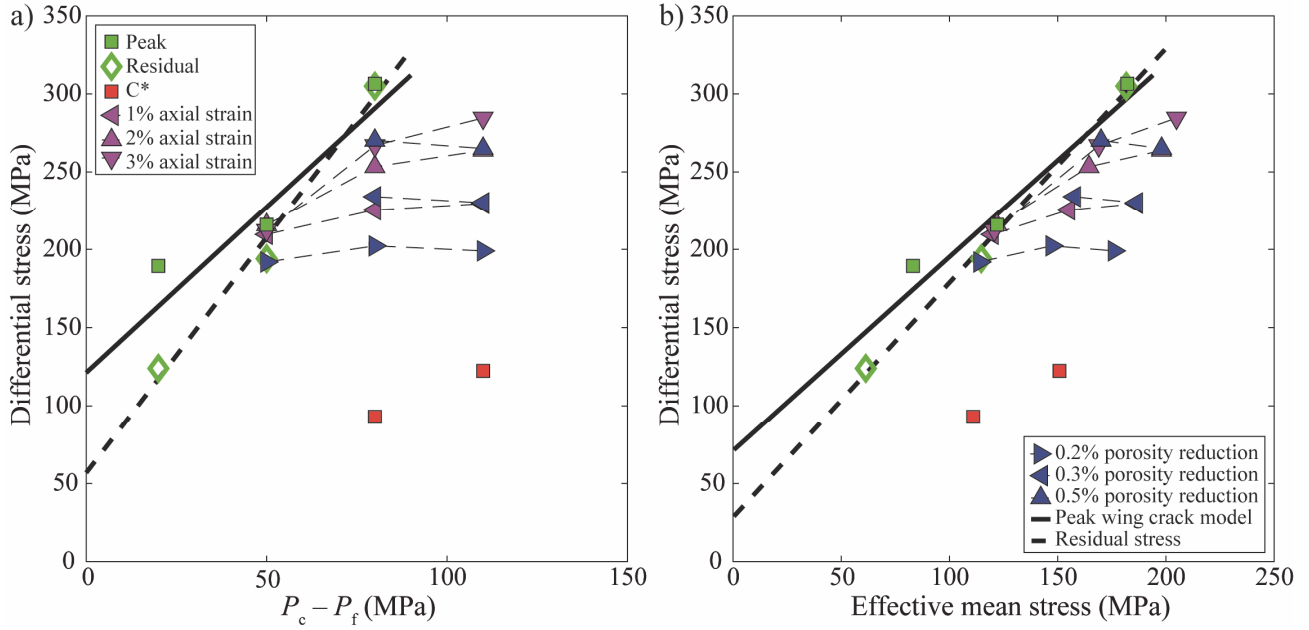 a)
Peak
Residual
C*
1% axial strain
2% axial strain
3% axial strain
350
300
250
200
150
100
50
0
0
50
100
150
Differential stress (MPa)
Pc – Pf (MPa)
b)
350
300
250
200
150
100
50
0
0
50
100
150
200
250
Differential stress (MPa)
Effective mean stress (MPa)
0.2% porosity reduction
0.3% porosity reduction
0.5% porosity reduction
Peak wing crack model
Residual stress